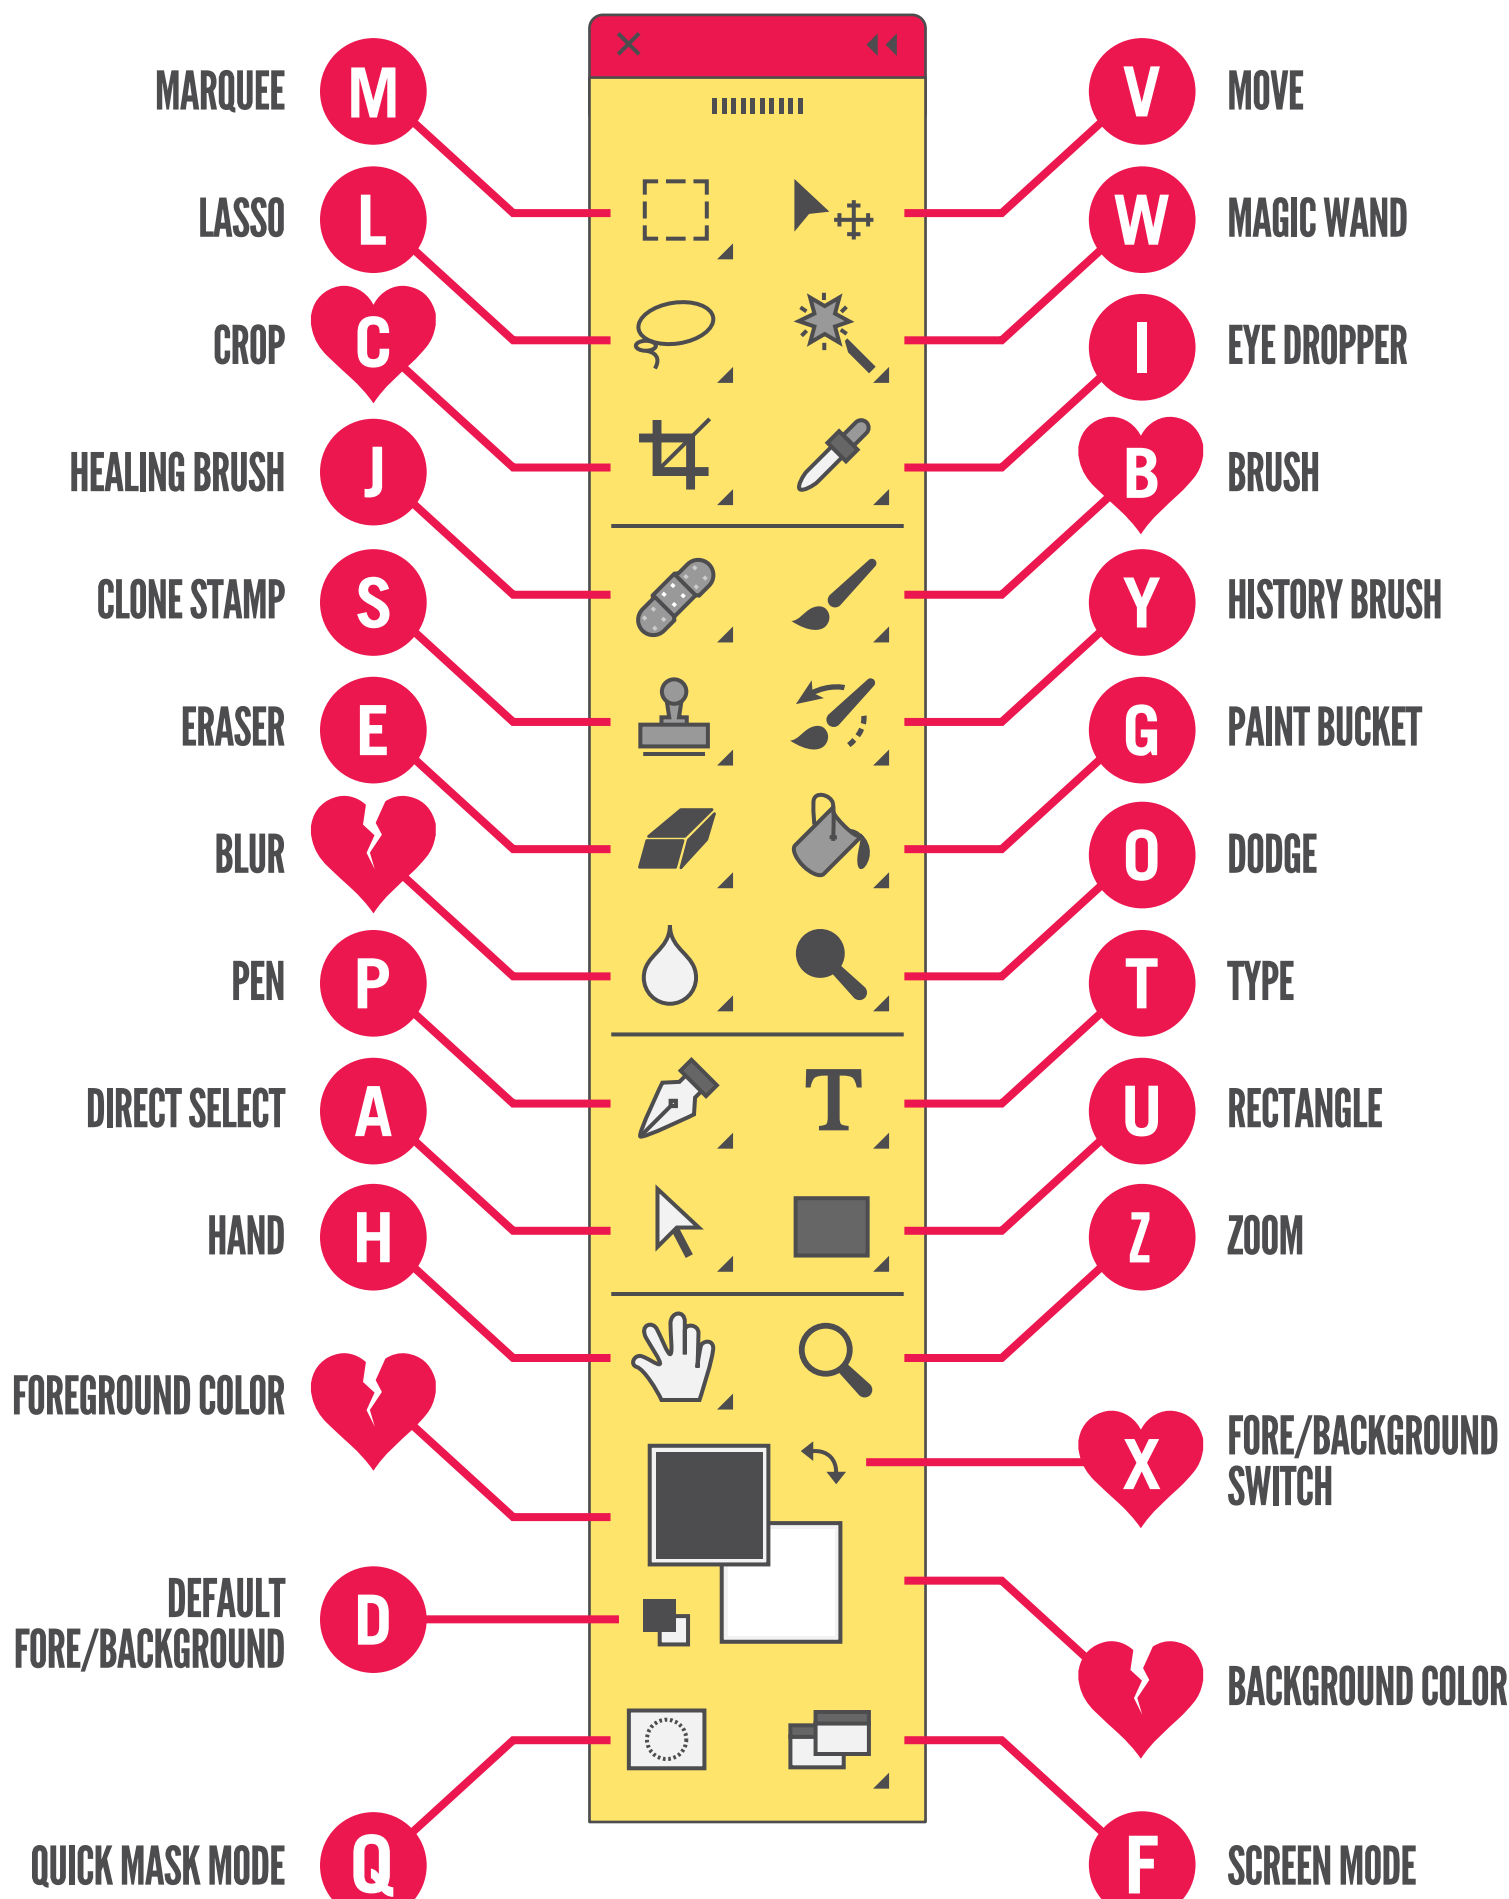 MARQUEE M
V MOVE
LASSO L
W MAGIC WAND
CROP C
I EYE DROPPER
HEALING BRUSH J
B BRUSH
CLONE STAMP S
Y HISTORY BRUSH
ERASER E
G PAINT BUCKET
BLUR
O DODGE
PEN P
T TYPE
T
DIRECT SELECT A
U RECTANGLE
HAND H
Z ZOOM
FOREGROUND COLOR
X FORE/BACKGROUND
SWITCH
DEFAULT
FORE/BACKGROUND D
BACKGROUND COLOR
QUICK MASK MODE Q
F SCREEN MODE